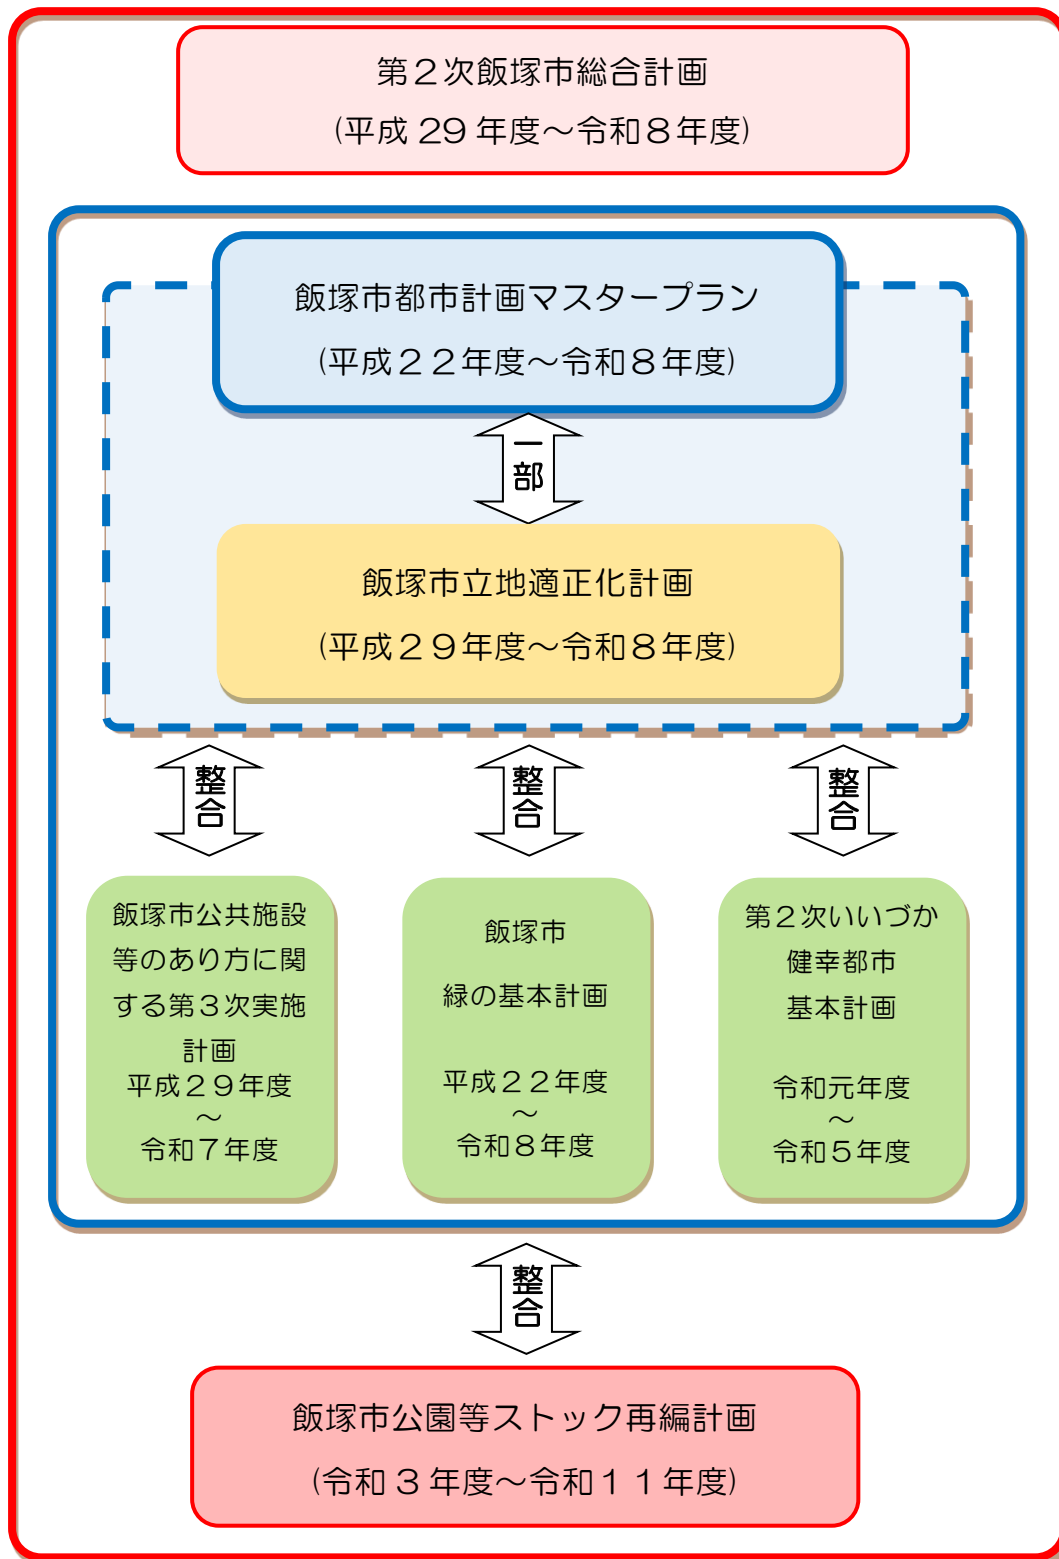 第２次飯塚市総合計画
(平成 29 年度～令和８年度)
飯塚市都市計画マスタープラン
(平成２２年度～令和８年度)
一部
飯塚市立地適正化計画
(平成２９年度～令和８年度)
整合
整合
整合
飯塚市公共施設
等のあり方に関
する第３次実施
計画
平成２９年度
～
令和７年度
飯塚市
緑の基本計画
平成２２年度
～
令和８年度
第２次いいづか
健幸都市
基本計画
令和元年度
～
令和５年度
整合
飯塚市公園等ストック再編計画
(令和 3 年度～令和１１年度)